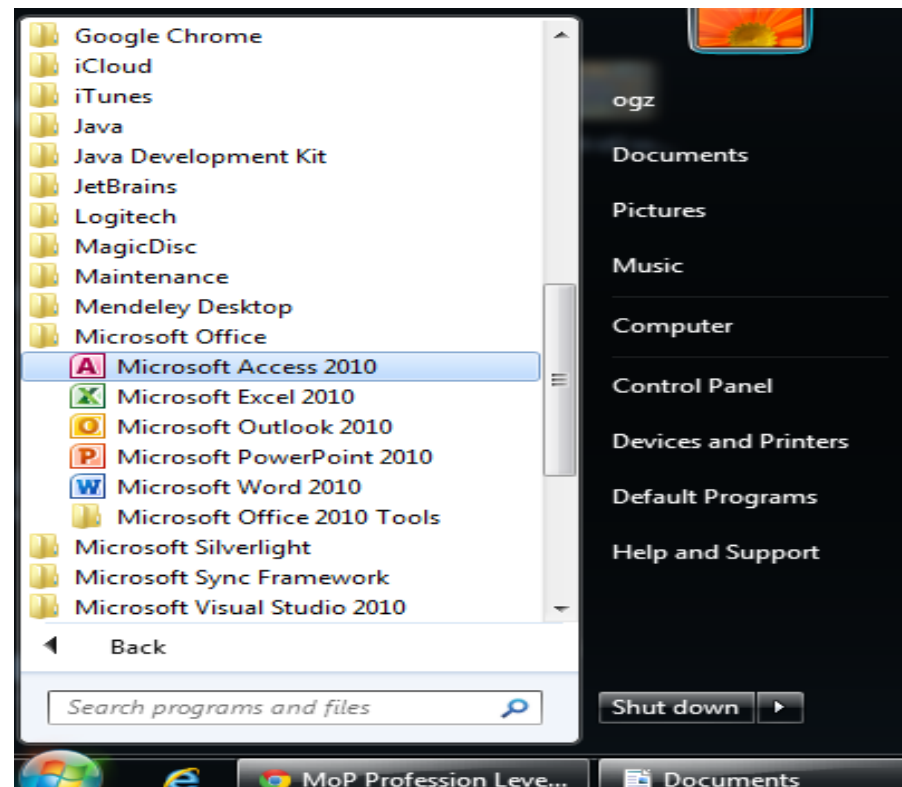 Google Chrome
iCloud
iTunes
Java
Java Development Kit
JetBrains
Logitech
MagicDisc
Maintenance
Mendeley Desktop
Microsoft Office
Microsoft Access 2010
Microsoft Excel 2010
Microsoft Outlook 2010
Microsoft PowerPoint 2010
Microsoft Word 2010
Microsoft Office 2010 Tools
Microsoft Silverlight
Microsoft Sync Framework
Microsoft Visual Studio 2010
Back
Search programs and files
ogz
Documents
Pictures
Music
Computer
Control Panel
Devices and Printers
Default Programs
Help and Support
Shut down
MoP Profession Leve...
Documents